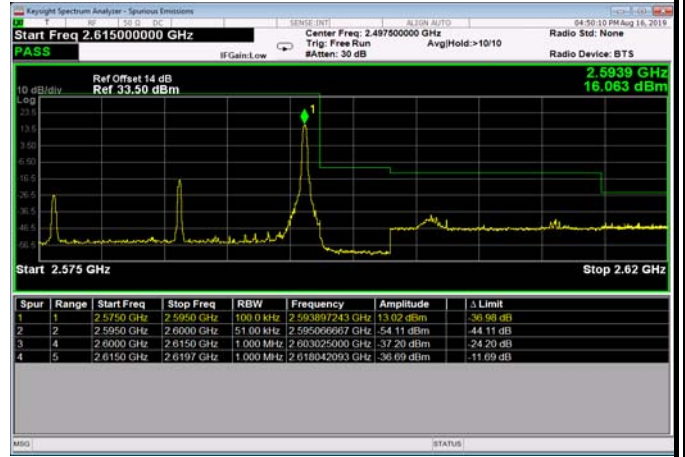 Keysight Spectrum Analyzer - Spurious Emissions
T RF 50 Ω DC SENSE:INT ALIGN AUTO 04:50:10 PM Aug 16, 2019
Start Freq 2.615000000 GHz Center Freq: 2.497500000 GHz Radio Std: None
Trig: Free Run Avg|Hold:>10/10
PASS IFGain:Low #Atten: 30 dB Radio Device: BTS
Ref Offset 14 dB 2.5939 GHz
10 dB/div Ref 33.50 dBm 16.063 dBm
Log
23.5
13.5
3.50
-6.50
-16.5
-26.5
-36.5
-46.5
-56.5
1
Start 2.575 GHz Stop 2.62 GHz
Spur Range Start Freq Stop Freq RBW Frequency Amplitude Δ Limit
1 1 2.5750 GHz 2.5950 GHz 100.0 kHz 2.593897243 GHz 13.02 dBm -36.98 dB
2 2 2.5950 GHz 2.6000 GHz 51.00 kHz 2.595066667 GHz -54.11 dBm -44.11 dB
3 4 2.6000 GHz 2.6150 GHz 1.000 MHz 2.603025000 GHz -37.20 dBm -24.20 dB
4 5 2.6150 GHz 2.6197 GHz 1.000 MHz 2.618042093 GHz -36.69 dBm -11.69 dB
MSG STATUS